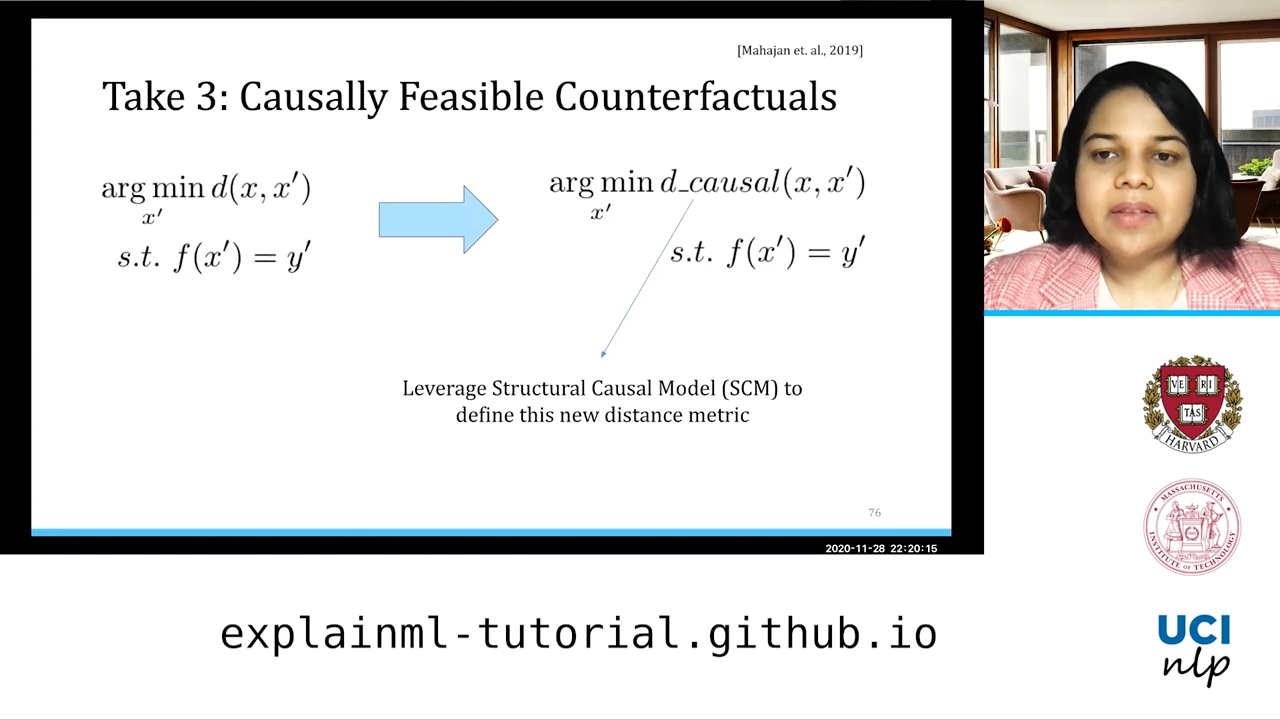 [Mahajan et. al., 2019]
Take 3: Causally Feasible Counterfactuals
arg min d(x, x′)
x′
s.t. f(x′) = y′
arg min d_causal(x, x′)
x′
s.t. f(x′) = y′
Leverage Structural Causal Model (SCM) to
define this new distance metric
76
2020-11-28 22:20:15
VE RI
TAS
HARVARD
MASSACHUSETTS
INSTITUTE OF TECHNOLOGY
UCI
nlp
explainml-tutorial.github.io